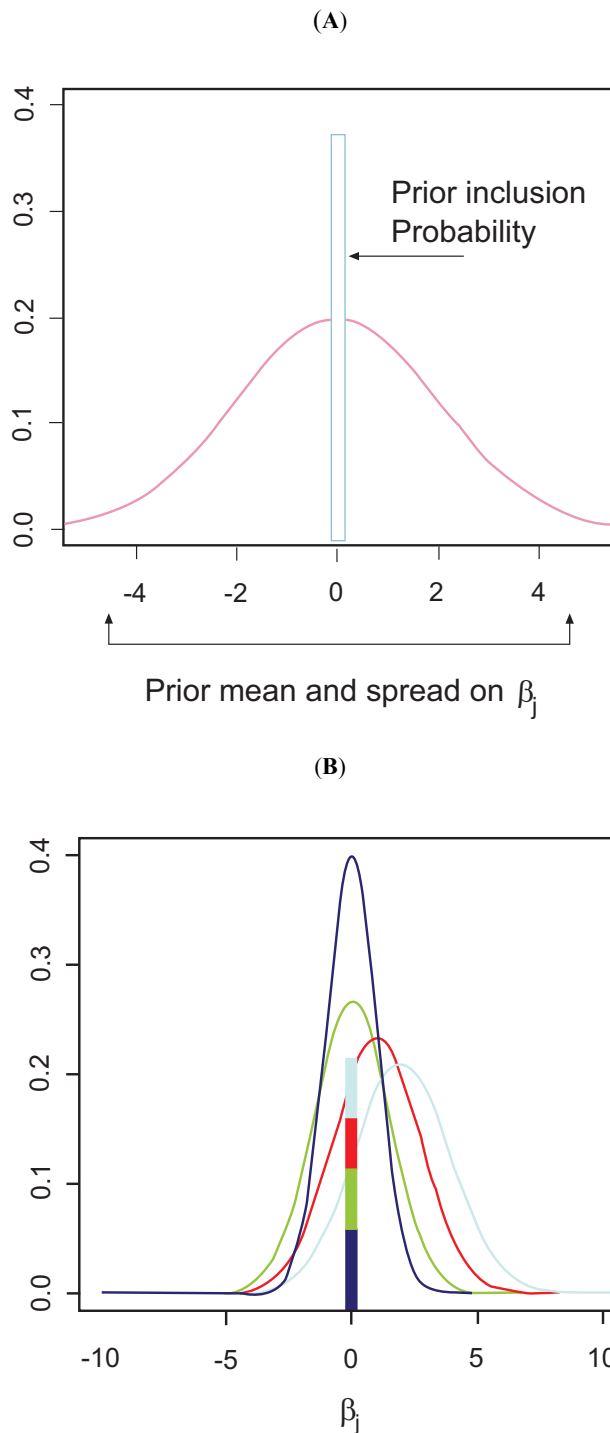 (A)
0.4
0.3
0.2
0.1
0.0
Prior inclusion
Probability
-4 -2 0 2 4
Prior mean and spread on βj
(B)
0.4
0.3
0.2
0.1
0.0
-10 -5 0 5 10
βj